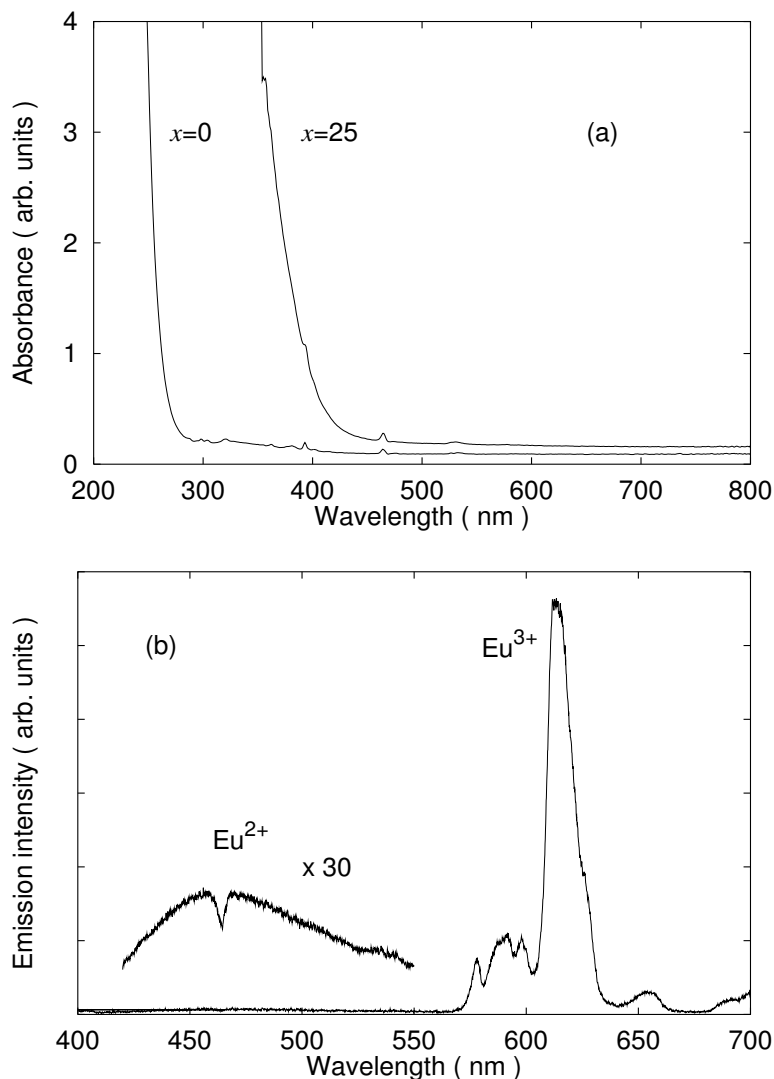 4
3
2
1
0
Absorbance ( arb. units )
x=0
x=25
(a)
200 300 400 500 600 700 800
Wavelength ( nm )
(b)
Eu3+
Eu2+
x 30
Emission intensity ( arb. units )
400 450 500 550 600 650 700
Wavelength ( nm )